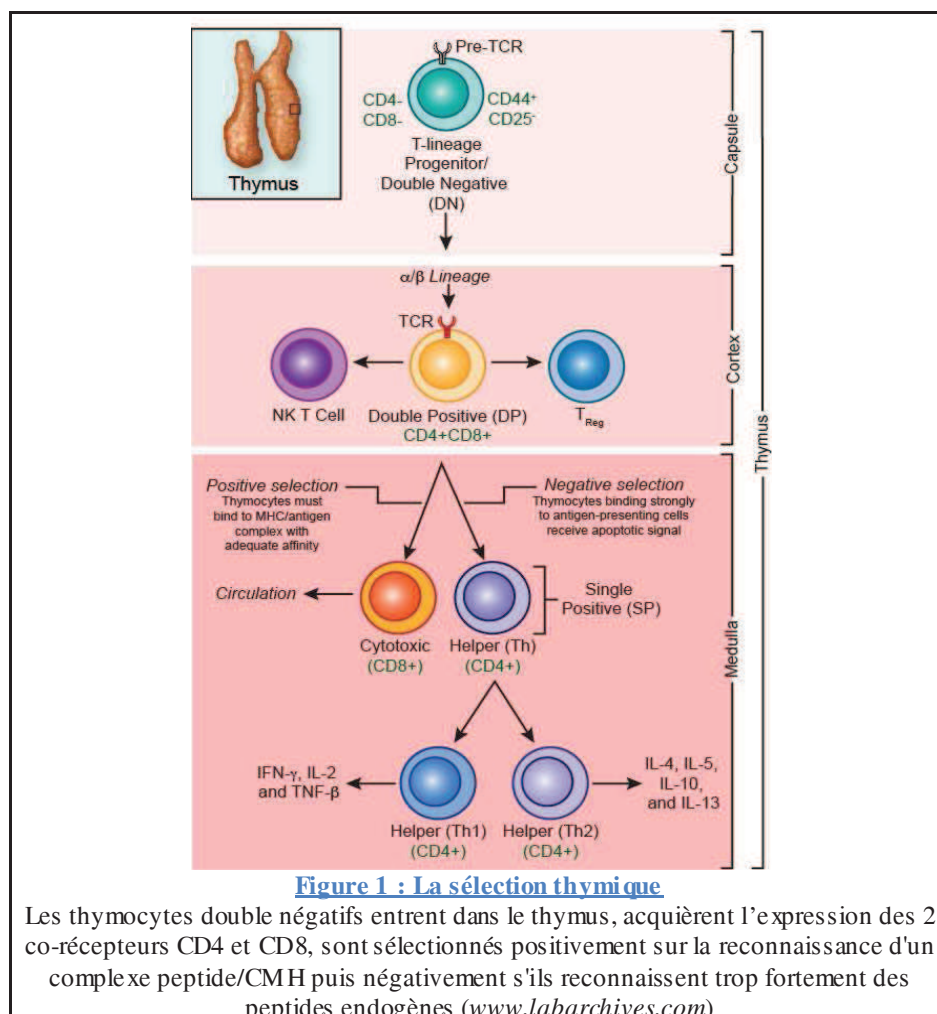 Thymus
Pre-TCR
CD4-
CD8-
CD44+
CD25-
T-lineage
Progenitor/
Double Negative
(DN)
Capsule
α/β Lineage
TCR
NK T Cell
Double Positive (DP)
CD4+CD8+
TReg
Cortex
Thymus
Positive selection
Thymocytes must
bind to MHC/antigen
complex with
adequate affinity
Negative selection
Thymocytes binding strongly
to antigen-presenting cells
receive apoptotic signal
Circulation
Cytotoxic
(CD8+)
Helper (Th)
(CD4+)
Single
Positive (SP)
Medulla
IFN-γ, IL-2
and TNF-β
Helper (Th1)
(CD4+)
Helper (Th2)
(CD4+)
IL-4, IL-5,
IL-10,
and IL-13
Figure 1 : La sélection thymique
Les thymocytes double négatifs entrent dans le thymus, acquièrent l'expression des 2
co-récepteurs CD4 et CD8, sont sélectionnés positivement sur la reconnaissance d'un
complexe peptide/CMH puis négativement s'ils reconnaissent trop fortement des
peptides endogènes (www.labarchives.com)